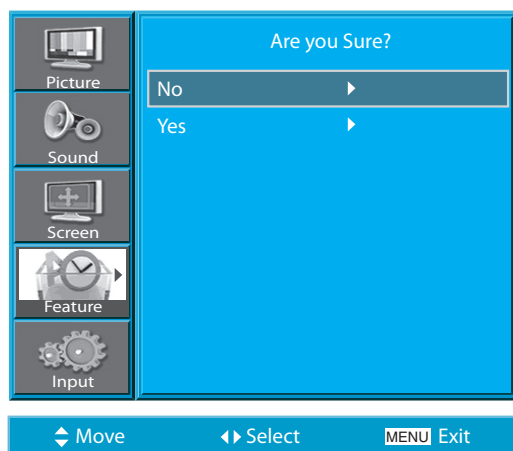 Picture
Sound
Screen
Feature
Input
Are you Sure?
No
Yes
Move Select MENU Exit